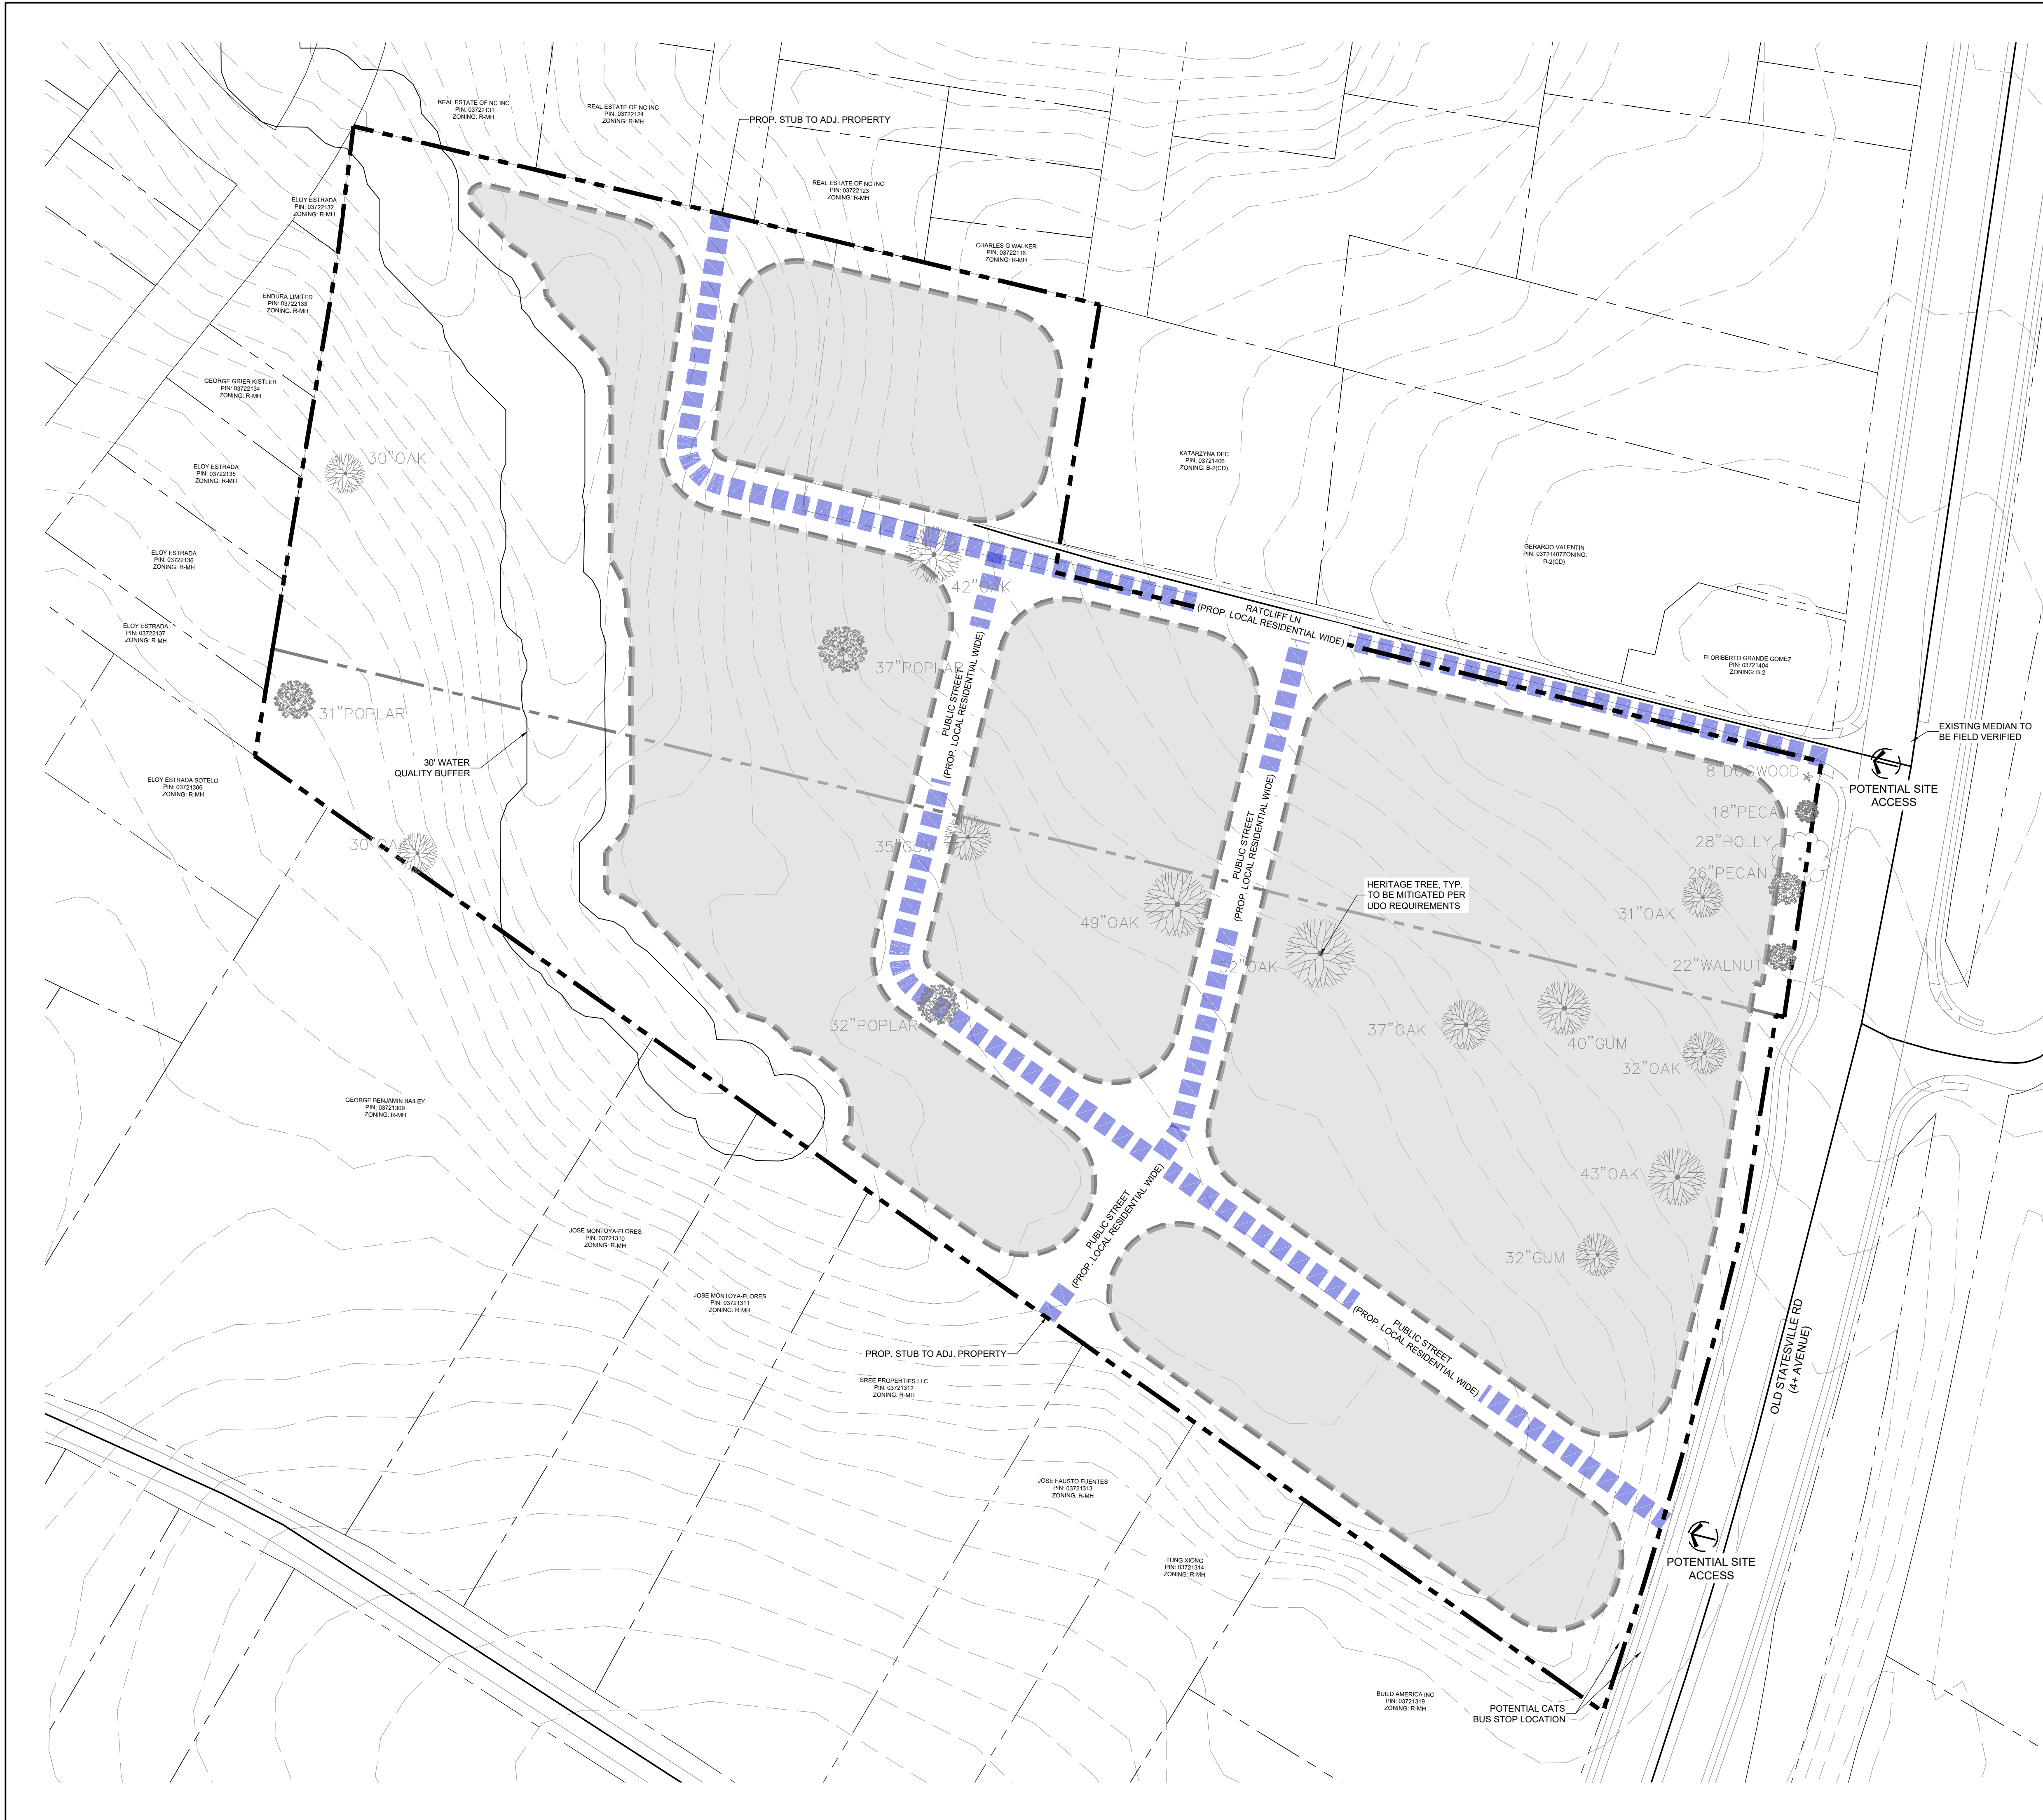 REAL ESTATE OF NC INC
PIN: 03722131
ZONING: R-MH
REAL ESTATE OF NC INC
PIN: 03722124
ZONING: R-MH
PROP. STUB TO ADJ. PROPERTY
REAL ESTATE OF NC INC
PIN: 03722123
ZONING: R-MH
ELOY ESTRADA
PIN: 03722132
ZONING: R-MH
CHARLES G WALKER
PIN: 03722116
ZONING: R-MH
ENDURA LIMITED
PIN: 03722133
ZONING: R-MH
GEORGE GRIER KISTLER
PIN: 03722134
ZONING: R-MH
30"OAK
ELOY ESTRADA
PIN: 03722135
ZONING: R-MH
KATARZYNA DEC
PIN: 03721406
ZONING: B-2(CD)
ELOY ESTRADA
PIN: 03722136
ZONING: R-MH
GERARDO VALENTIN
PIN: 03721407ZONING:
B-2(CD)
42"OAK
RATCLIFF LN
(PROP. LOCAL RESIDENTIAL WIDE)
ELOY ESTRADA
PIN: 03722137
ZONING: R-MH
37"POPLAR
FLORIBERTO GRANDE GOMEZ
PIN: 03721404
ZONING: B-2
31"POPLAR
PUBLIC STREET
(PROP. LOCAL RESIDENTIAL WIDE)
EXISTING MEDIAN TO
BE FIELD VERIFIED
30' WATER
QUALITY BUFFER
ELOY ESTRADA SOTELO
PIN: 03721306
ZONING: R-MH
8"DOGWOOD
POTENTIAL SITE
ACCESS
18"PECAN
28"HOLLY
26"PECAN
30"OAK
35"GUM
PUBLIC STREET
(PROP. LOCAL RESIDENTIAL WIDE)
HERITAGE TREE, TYP.
TO BE MITIGATED PER
UDO REQUIREMENTS
49"OAK
31"OAK
52"OAK
22"WALNUT
32"POPLAR
37"OAK
40"GUM
32"OAK
GEORGE BENJAMIN BAILEY
PIN: 03721309
ZONING: R-MH
43"OAK
PUBLIC STREET
(PROP. LOCAL RESIDENTIAL WIDE)
JOSE MONTOYA-FLORES
PIN: 03721310
ZONING: R-MH
32"GUM
JOSE MONTOYA-FLORES
PIN: 03721311
ZONING: R-MH
PUBLIC STREET
(PROP. LOCAL RESIDENTIAL WIDE)
OLD STATESVILLE RD
(4+ AVENUE)
PROP. STUB TO ADJ. PROPERTY
SREE PROPERTIES LLC
PIN: 03721312
ZONING: R-MH
JOSE FAUSTO FUENTES
PIN: 03721313
ZONING: R-MH
TUNG XIONG
PIN: 03721314
ZONING: R-MH
POTENTIAL SITE
ACCESS
BUILD AMERICA INC
PIN: 03721319
ZONING: R-MH
POTENTIAL CATS
BUS STOP LOCATION